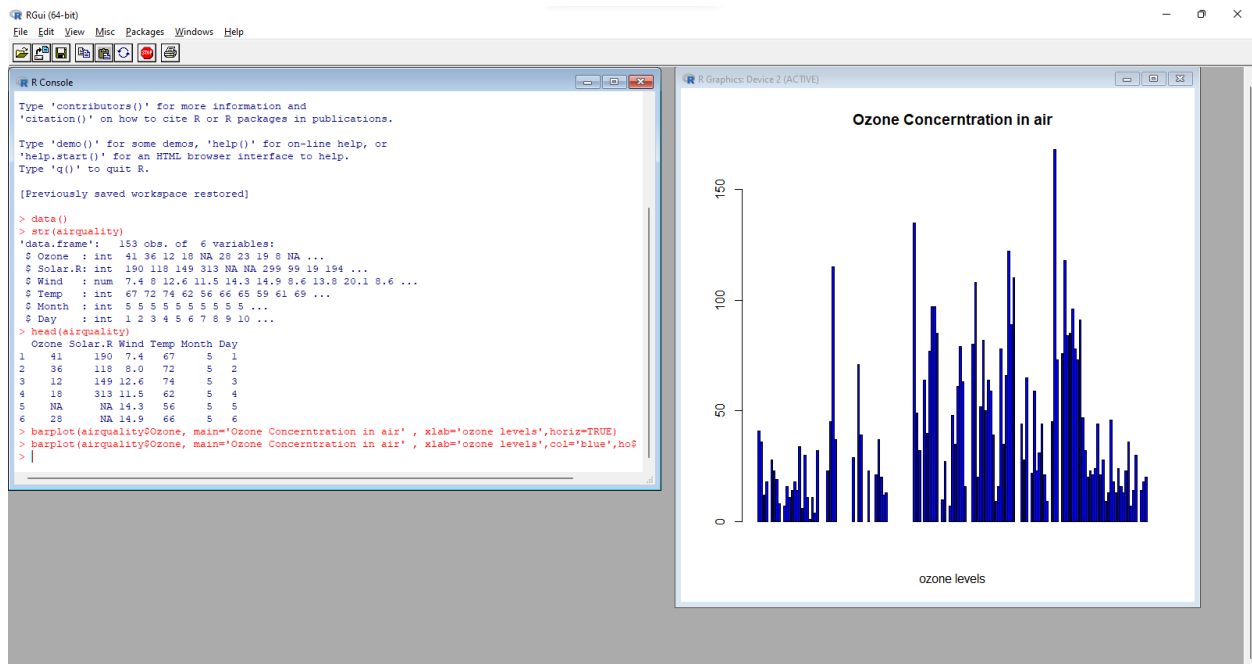 RGui (64-bit)
File Edit View Misc Packages Windows Help
STOP
R Console
Type 'contributors()' for more information and
'citation()' on how to cite R or R packages in publications.
Type 'demo()' for some demos, 'help()' for on-line help, or
'help.start()' for an HTML browser interface to help.
Type 'q()' to quit R.
[Previously saved workspace restored]
> data()
> str(airquality)
'data.frame':   153 obs. of  6 variables:
 $ Ozone  : int  41 36 12 18 NA 28 23 19 8 NA ...
 $ Solar.R: int  190 118 149 313 NA NA 299 99 19 194 ...
 $ Wind   : num  7.4 8 12.6 11.5 14.3 14.9 8.6 13.8 20.1 8.6 ...
 $ Temp   : int  67 72 74 62 56 66 65 59 61 69 ...
 $ Month  : int  5 5 5 5 5 5 5 5 5 5 ...
 $ Day    : int  1 2 3 4 5 6 7 8 9 10 ...
> head(airquality)
  Ozone Solar.R Wind Temp Month Day
1    41     190  7.4   67     5   1
2    36     118  8.0   72     5   2
3    12     149 12.6   74     5   3
4    18     313 11.5   62     5   4
5    NA      NA 14.3   56     5   5
6    28      NA 14.9   66     5   6
> barplot(airquality$Ozone, main='Ozone Concerntration in air' , xlab='ozone levels',horiz=TRUE)
> barplot(airquality$Ozone, main='Ozone Concerntration in air' , xlab='ozone levels',col='blue',ho$
>
R Graphics: Device 2 (ACTIVE)
Ozone Concerntration in air
150
100
50
0
ozone levels